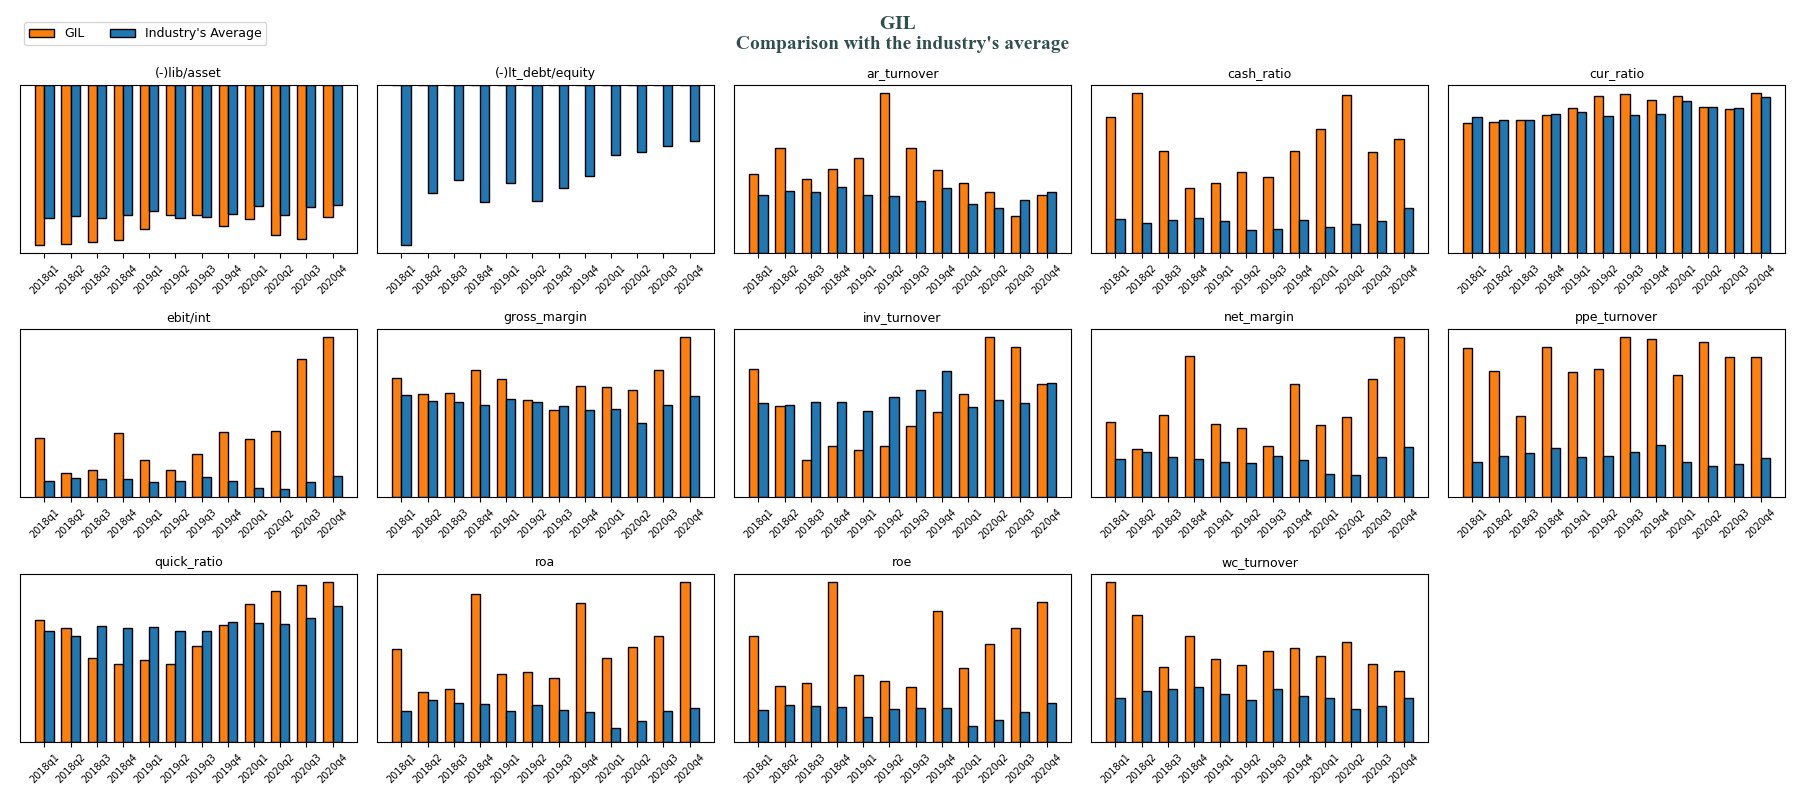 GIL
Comparison with the industry's average
GIL Industry's Average
(-)lib/asset
2018q1 2018q2 2018q3 2018q4 2019q1 2019q2 2019q3 2019q4 2020q1 2020q2 2020q3 2020q4
(-)lt_debt/equity
2018q1 2018q2 2018q3 2018q4 2019q1 2019q2 2019q3 2019q4 2020q1 2020q2 2020q3 2020q4
ar_turnover
2018q1 2018q2 2018q3 2018q4 2019q1 2019q2 2019q3 2019q4 2020q1 2020q2 2020q3 2020q4
cash_ratio
2018q1 2018q2 2018q3 2018q4 2019q1 2019q2 2019q3 2019q4 2020q1 2020q2 2020q3 2020q4
cur_ratio
2018q1 2018q2 2018q3 2018q4 2019q1 2019q2 2019q3 2019q4 2020q1 2020q2 2020q3 2020q4
ebit/int
2018q1 2018q2 2018q3 2018q4 2019q1 2019q2 2019q3 2019q4 2020q1 2020q2 2020q3 2020q4
gross_margin
2018q1 2018q2 2018q3 2018q4 2019q1 2019q2 2019q3 2019q4 2020q1 2020q2 2020q3 2020q4
inv_turnover
2018q1 2018q2 2018q3 2018q4 2019q1 2019q2 2019q3 2019q4 2020q1 2020q2 2020q3 2020q4
net_margin
2018q1 2018q2 2018q3 2018q4 2019q1 2019q2 2019q3 2019q4 2020q1 2020q2 2020q3 2020q4
ppe_turnover
2018q1 2018q2 2018q3 2018q4 2019q1 2019q2 2019q3 2019q4 2020q1 2020q2 2020q3 2020q4
quick_ratio
2018q1 2018q2 2018q3 2018q4 2019q1 2019q2 2019q3 2019q4 2020q1 2020q2 2020q3 2020q4
roa
2018q1 2018q2 2018q3 2018q4 2019q1 2019q2 2019q3 2019q4 2020q1 2020q2 2020q3 2020q4
roe
2018q1 2018q2 2018q3 2018q4 2019q1 2019q2 2019q3 2019q4 2020q1 2020q2 2020q3 2020q4
wc_turnover
2018q1 2018q2 2018q3 2018q4 2019q1 2019q2 2019q3 2019q4 2020q1 2020q2 2020q3 2020q4